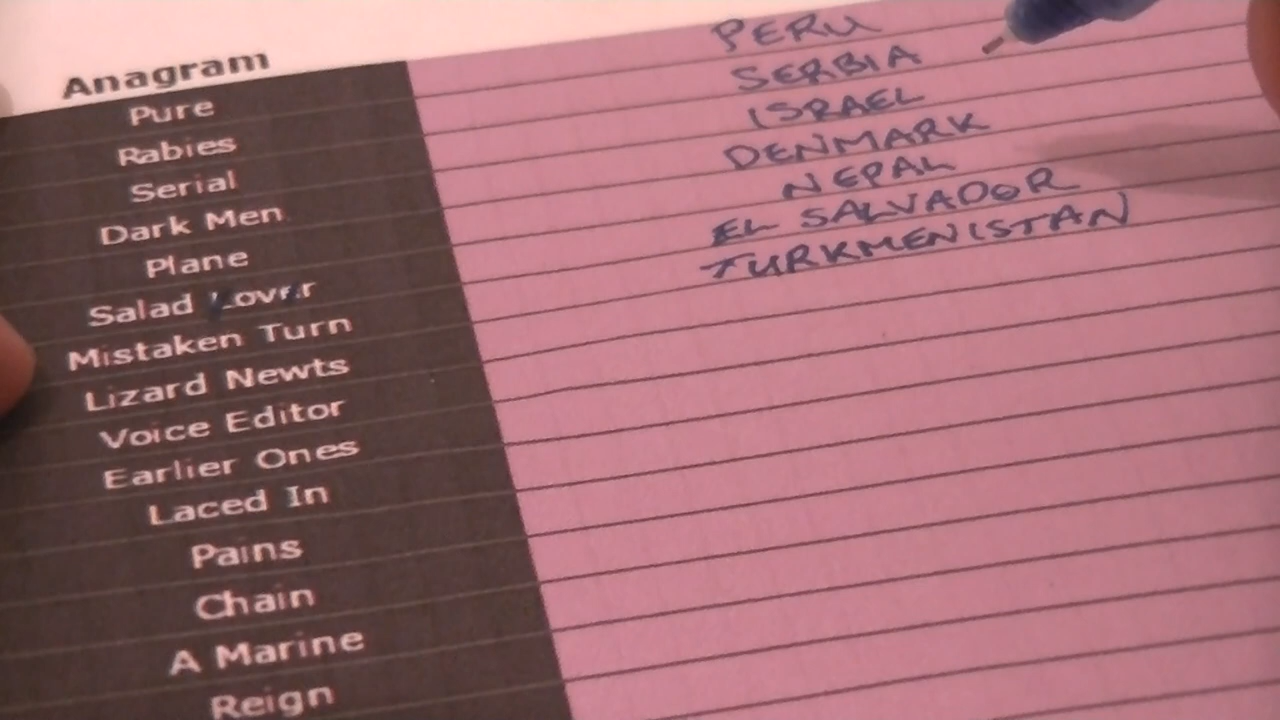 Anagram
Pure PERU
Rabies SERBIA
Serial ISRAEL
Dark Men DENMARK
Plane NEPAL
Salad Lover EL SALVADOR
Mistaken Turn TURKMENISTAN
Lizard Newts
Voice Editor
Earlier Ones
Laced In
Pains
Chain
A Marine
Reign